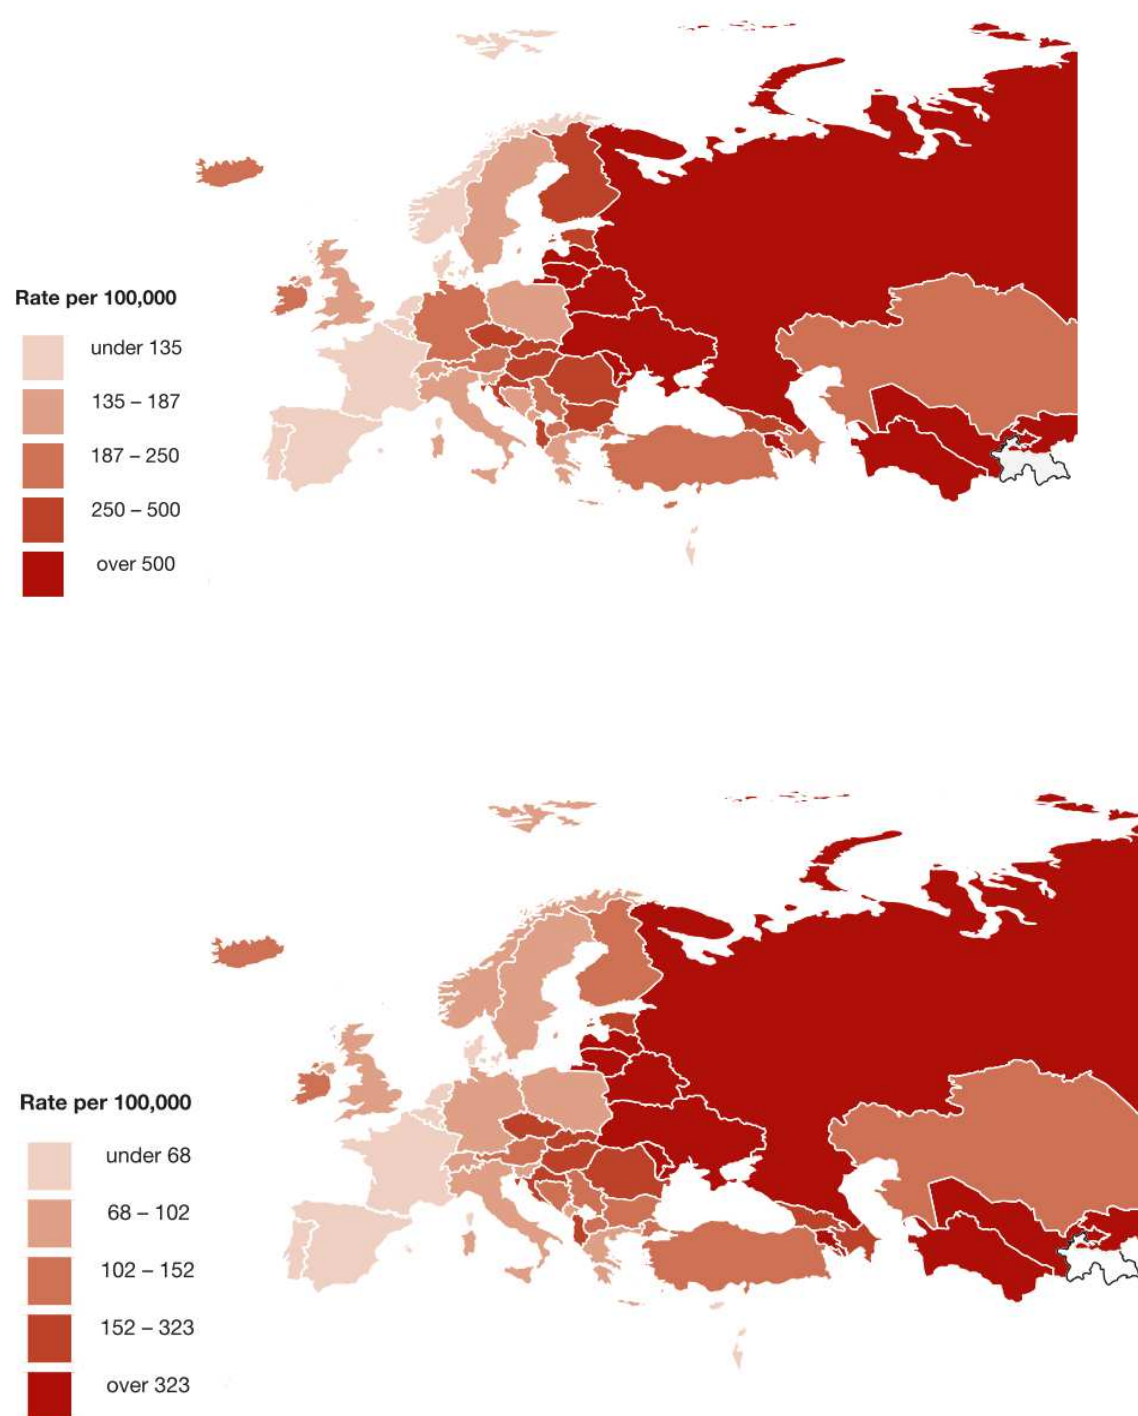 Rate per 100,000
under 135
135 – 187
187 – 250
250 – 500
over 500
Rate per 100,000
under 68
68 – 102
102 – 152
152 – 323
over 323